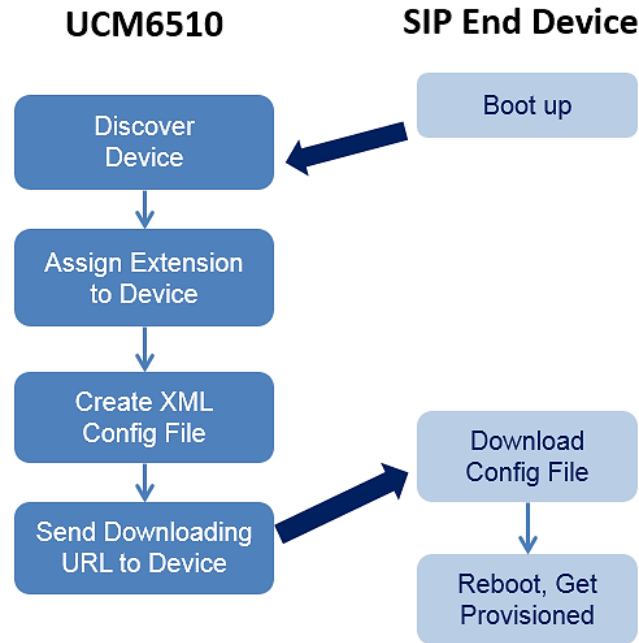 UCM6510
SIP End Device
Boot up
Discover
Device
Assign Extension
to Device
Create XML
Config File
Send Downloading
URL to Device
Download
Config File
Reboot, Get
Provisioned